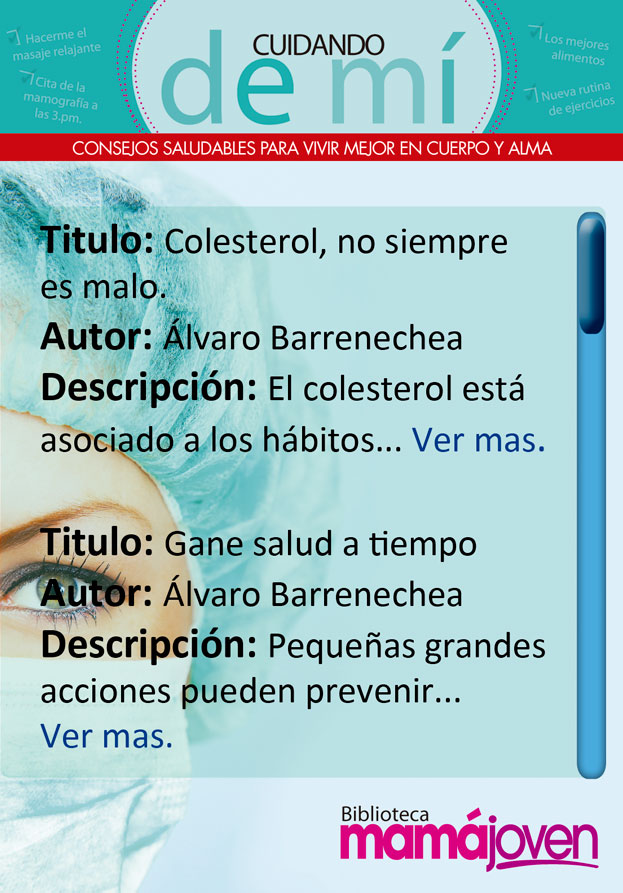 Hacerme el
masaje relajante
Cita de la
mamografía a
las 3.pm.
CUIDANDO
de mí
Los mejores
alimentos
Nueva rutina
de ejercicios
CONSEJOS SALUDABLES PARA VIVIR MEJOR EN CUERPO Y ALMA
Titulo: Colesterol, no siempre
es malo.
Autor: Álvaro Barrenechea
Descripción: El colesterol está
asociado a los hábitos... Ver mas.
Titulo: Gane salud a tiempo
Autor: Álvaro Barrenechea
Descripción: Pequeñas grandes
acciones pueden prevenir...
Ver mas.
Biblioteca
mamájoven